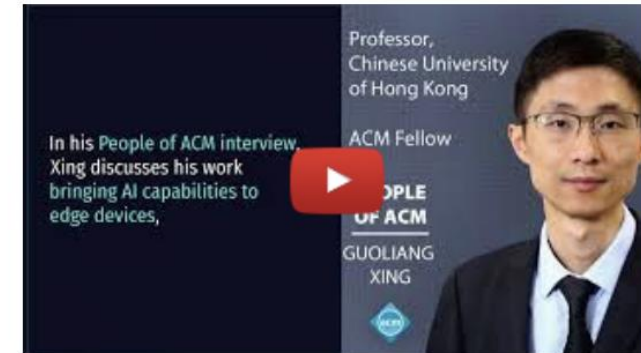 In his People of ACM interview,
Xing discusses his work
bringing AI capabilities to
edge devices,
Professor,
Chinese University
of Hong Kong
ACM Fellow
OF ACM
GUOLIANG
XING
acm